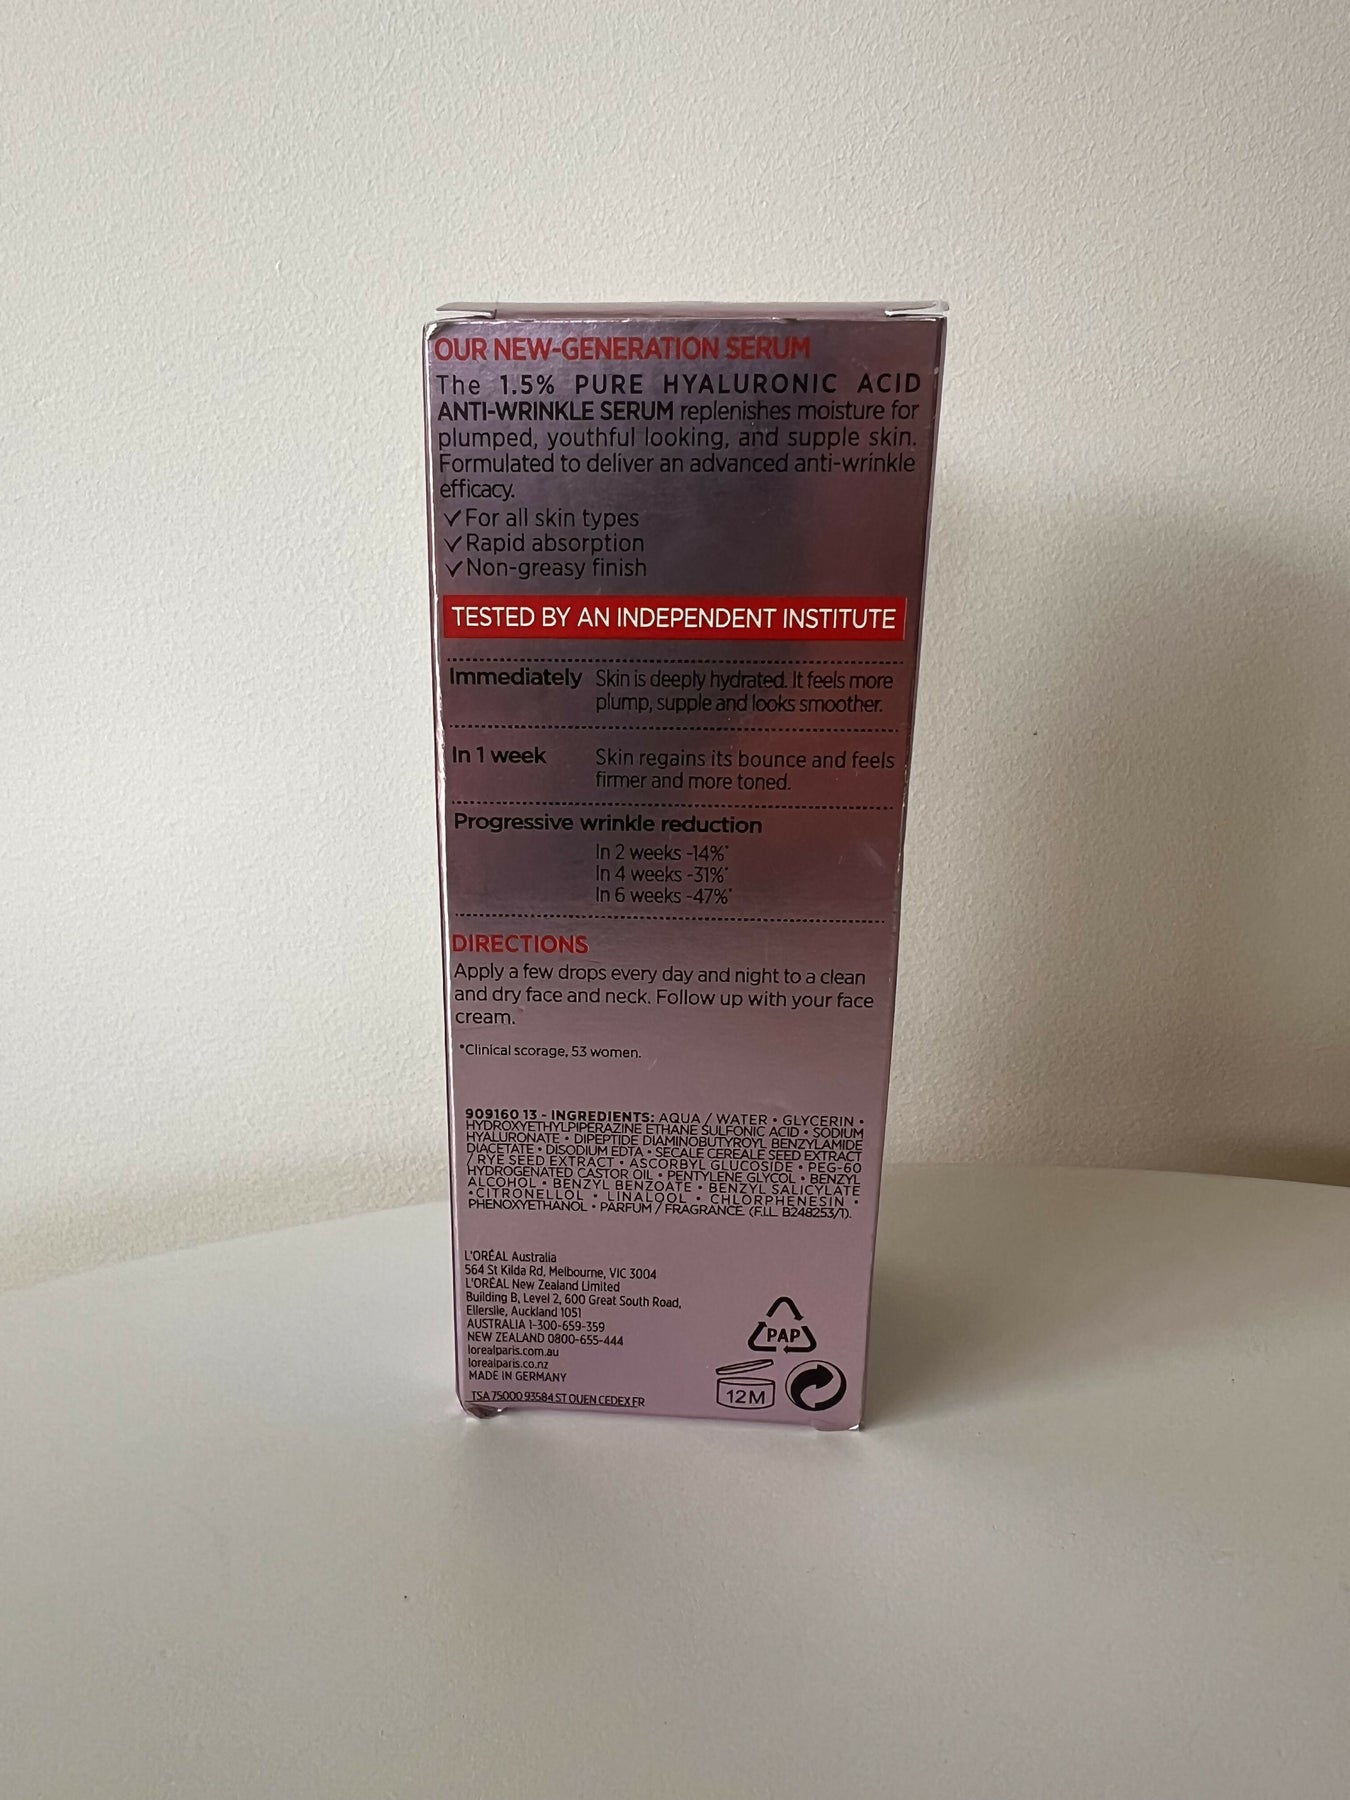 OUR NEW-GENERATION SERUM
The 1.5% PURE HYALURONIC ACID
ANTI-WRINKLE SERUM replenishes moisture for
plumped, youthful looking, and supple skin.
Formulated to deliver an advanced anti-wrinkle
efficacy.
✓For all skin types
✓Rapid absorption
✓Non-greasy finish
TESTED BY AN INDEPENDENT INSTITUTE
Immediately Skin is deeply hydrated. It feels more
plump, supple and looks smoother.
In 1 week Skin regains its bounce and feels
firmer and more toned.
Progressive wrinkle reduction
In 2 weeks -14%*
In 4 weeks -31%*
In 6 weeks -47%*
DIRECTIONS
Apply a few drops every day and night to a clean
and dry face and neck. Follow up with your face
cream.
*Clinical scorage, 53 women.
909160 13 - INGREDIENTS: AQUA / WATER • GLYCERIN •
HYDROXYETHYLPIPERAZINE ETHANE SULFONIC ACID • SODIUM
HYALURONATE • DIPEPTIDE DIAMINOBUTYROYL BENZYLAMIDE
DIACETATE • DISODIUM EDTA • SECALE CEREALE SEED EXTRACT
/ RYE SEED EXTRACT • ASCORBYL GLUCOSIDE • PEG-60
HYDROGENATED CASTOR OIL • PENTYLENE GLYCOL • BENZYL
ALCOHOL • BENZYL BENZOATE • BENZYL SALICYLATE
• CITRONELLOL • LINALOOL • CHLORPHENESIN •
PHENOXYETHANOL • PARFUM / FRAGRANCE. (F.I.L. B248253/1).
L'ORÉAL Australia
564 St Kilda Rd, Melbourne, VIC 3004
L'ORÉAL New Zealand Limited
Building B, Level 2, 600 Great South Road,
Ellerslie, Auckland 1051
AUSTRALIA 1-300-659-359
NEW ZEALAND 0800-655-444
lorealparis.com.au
lorealparis.co.nz
MADE IN GERMANY
TSA 75000 93584 ST OUEN CEDEX FR
PAP
12M